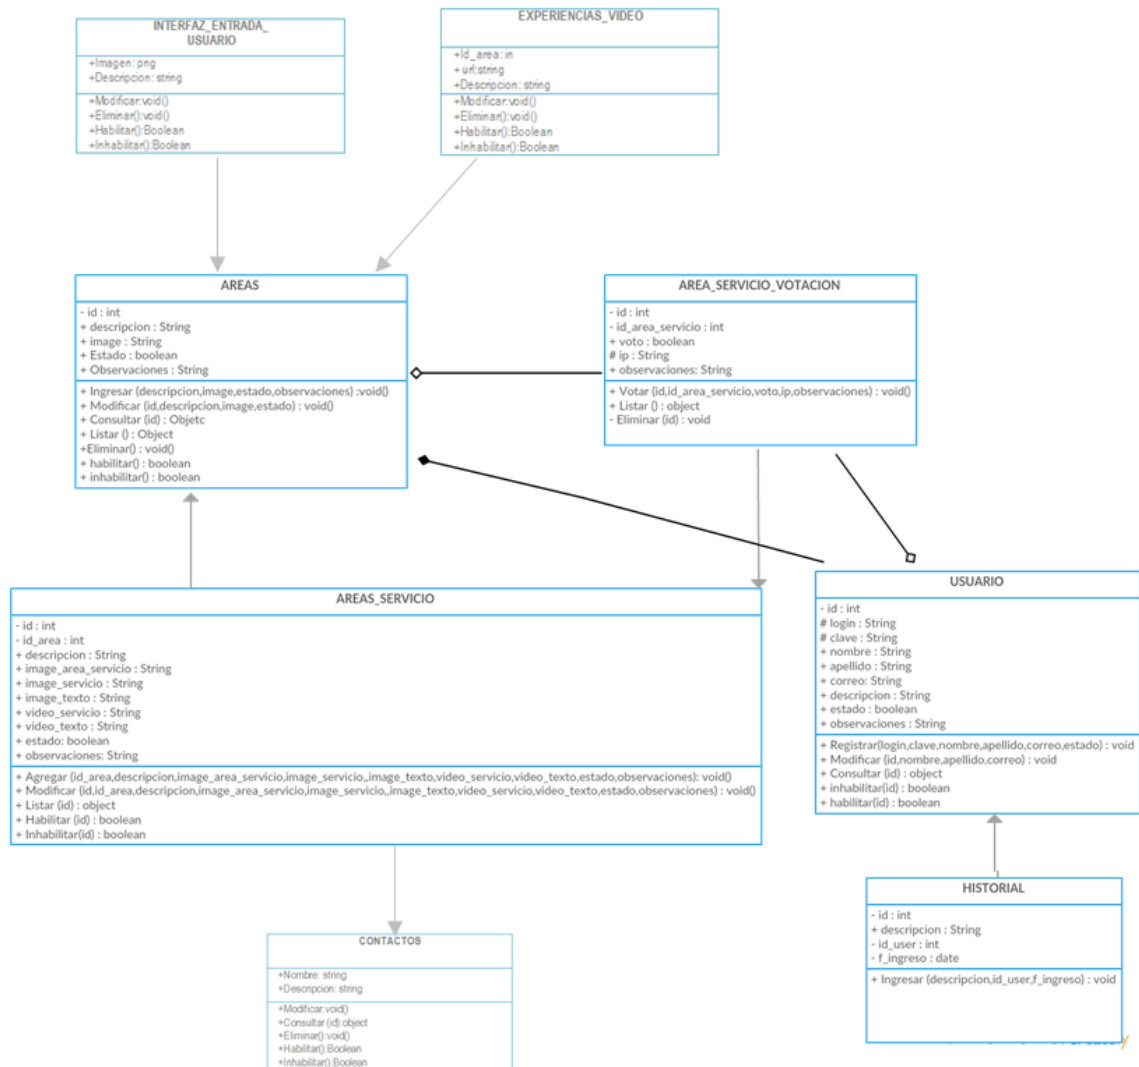 INTERFAZ_ENTRADA_
USUARIO
+Imagen: png
+Descripcion: string
+Modificar:void()
+Eliminar():void()
+Habilitar():Boolean
+Inhabilitar():Boolean
EXPERIENCIAS_VIDEO
+Id_area: in
+ url:string
+Descripcion: string
+Modificar:void()
+Eliminar():void()
+Habilitar():Boolean
+Inhabilitar():Boolean
AREAS
- id : int
+ descripcion : String
+ image : String
+ Estado : boolean
+ Observaciones : String
+ Ingresar (descripcion,image,estado,observaciones) :void()
+ Modificar (id,descripcion,image,estado) : void()
+ Consultar (id) : Objetc
+ Listar () : Object
+Eliminar() : void()
+ habilitar() : boolean
+ inhabilitar() : boolean
AREA_SERVICIO_VOTACION
- id : int
- id_area_servicio : int
+ voto : boolean
# ip : String
+ observaciones: String
+ Votar (id,id_area_servicio,voto,ip,observaciones) : void()
+ Listar () : object
- Eliminar (id) : void
AREAS_SERVICIO
- id : int
- id_area : int
+ descripcion : String
+ image_area_servicio : String
+ image_servicio : String
+ image_texto : String
+ video_servicio : String
+ video_texto : String
+ estado: boolean
+ observaciones: String
+ Agregar (id_area,descripcion,image_area_servicio,image_servicio,,image_texto,video_servicio,video_texto,estado,observaciones): void()
+ Modificar (id,id_area,descripcion,image_area_servicio,image_servicio,,image_texto,video_servicio,video_texto,estado,observaciones) : void()
+ Listar (id) : object
+ Habilitar (id) : boolean
+ Inhabilitar(id) : boolean
USUARIO
- id : int
# login : String
# clave : String
+ nombre : String
+ apellido : String
+ correo: String
+ descripcion : String
+ estado : boolean
+ observaciones : String
+ Registrar(login,clave,nombre,apellido,correo,estado) : void
+ Modificar (id,nombre,apellido,correo) : void
+ Consultar (id) : object
+ inhabilitar(id) : boolean
+ habilitar(id) : boolean
HISTORIAL
- id : int
+ descripcion : String
- id_user : int
- f_ingreso : date
+ Ingresar (descripcion,id_user,f_ingreso) : void
CONTACTOS
+Nombre: string
+Descripcion: string
+Modificar:void()
+Consultar (id):object
+Eliminar():void()
+Habilitar():Boolean
+Inhabilitar():Boolean